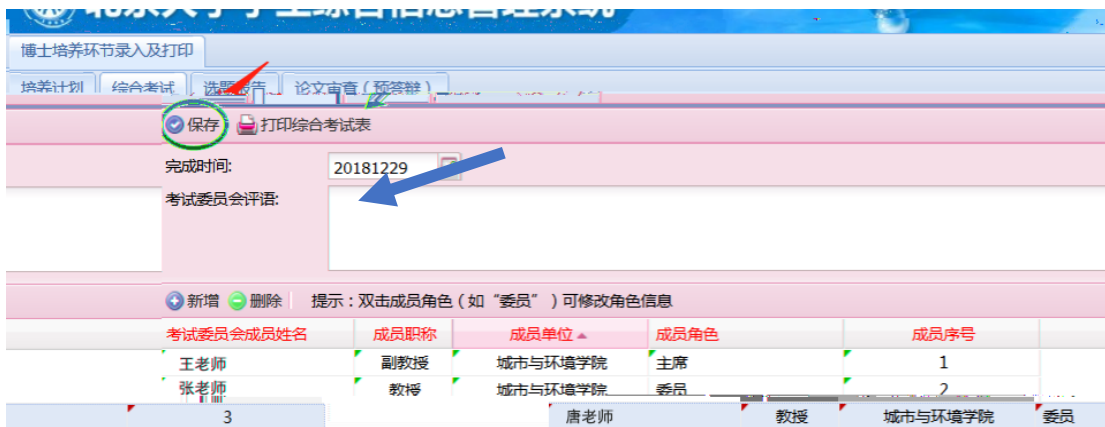 博士培养环节录入及打印
培养计划 综合考试 选题报告 论文审查（预答辩）
保存 打印综合考试表
完成时间: 20181229
考试委员会评语:
新增 删除 提示：双击成员角色（如“委员”）可修改角色信息
考试委员会成员姓名 成员职称 成员单位 成员角色 成员序号
王老师 副教授 城市与环境学院 主席 1
张老师 教授 城市与环境学院 委员 2
3 唐老师 教授 城市与环境学院 委员